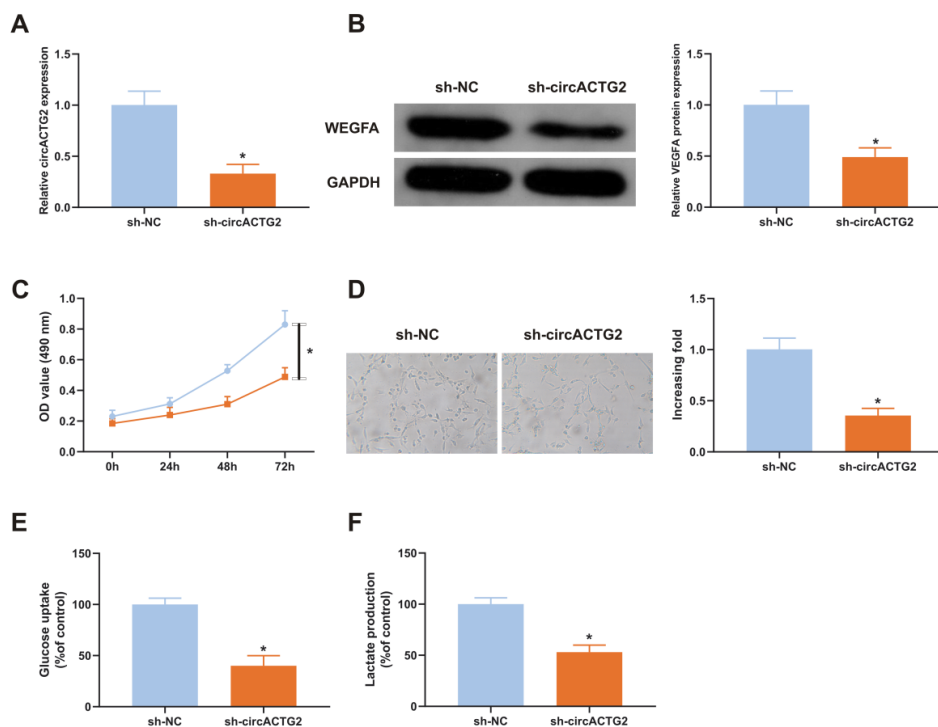 A
Relative circACTG2 expression
1.5
1.0
0.5
0.0
sh-NC
sh-circACTG2
*
B
sh-NC
sh-circACTG2
WEGFA
GAPDH
Relative VEGFA protein expression
1.5
1.0
0.5
0.0
sh-NC
sh-circACTG2
*
C
OD value (490 nm)
1.0
0.8
0.6
0.4
0.2
0.0
0h
24h
48h
72h
*
D
sh-NC
sh-circACTG2
Increasing fold
1.5
1.0
0.5
0.0
sh-NC
sh-circACTG2
*
E
Glucose uptake
(%of control)
150
100
50
0
sh-NC
sh-circACTG2
*
F
Lactate production
(%of control)
150
100
50
0
sh-NC
sh-circACTG2
*